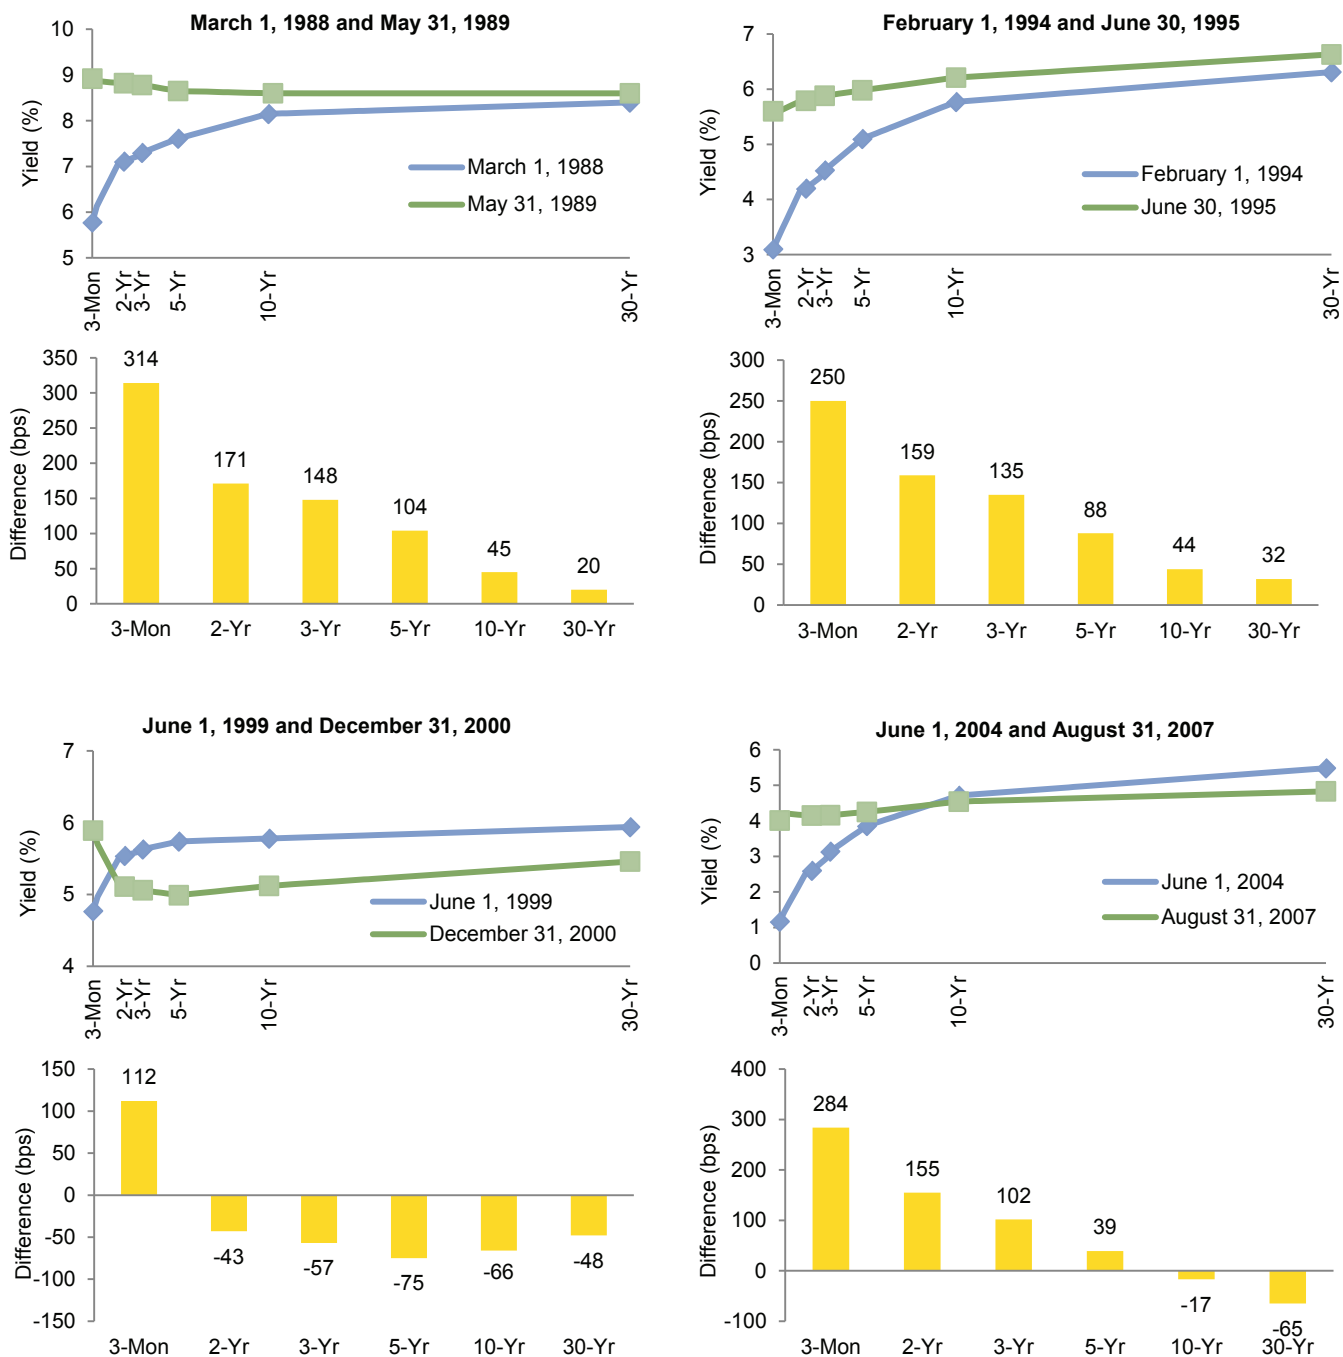 March 1, 1988 and May 31, 1989
Yield (%)
10
9
8
7
6
5
March 1, 1988
May 31, 1989
3-Mon
2-Yr
3-Yr
5-Yr
10-Yr
30-Yr
Difference (bps)
350
300
250
200
150
100
50
0
314
171
148
104
45
20
3-Mon 2-Yr 3-Yr 5-Yr 10-Yr 30-Yr
February 1, 1994 and June 30, 1995
Yield (%)
7
6
5
4
3
February 1, 1994
June 30, 1995
3-Mon
2-Yr
3-Yr
5-Yr
10-Yr
30-Yr
Difference (bps)
300
250
200
150
100
50
0
250
159
135
88
44
32
3-Mon 2-Yr 3-Yr 5-Yr 10-Yr 30-Yr
June 1, 1999 and December 31, 2000
Yield (%)
7
6
5
4
June 1, 1999
December 31, 2000
3-Mon
2-Yr
3-Yr
5-Yr
10-Yr
30-Yr
Difference (bps)
150
100
50
0
-50
-100
-150
112
-43
-57
-75
-66
-48
3-Mon 2-Yr 3-Yr 5-Yr 10-Yr 30-Yr
June 1, 2004 and August 31, 2007
Yield (%)
6
5
4
3
2
1
0
June 1, 2004
August 31, 2007
3-Mon
2-Yr
3-Yr
5-Yr
10-Yr
30-Yr
Difference (bps)
400
300
200
100
0
-100
284
155
102
39
-17
-65
3-Mon 2-Yr 3-Yr 5-Yr 10-Yr 30-Yr